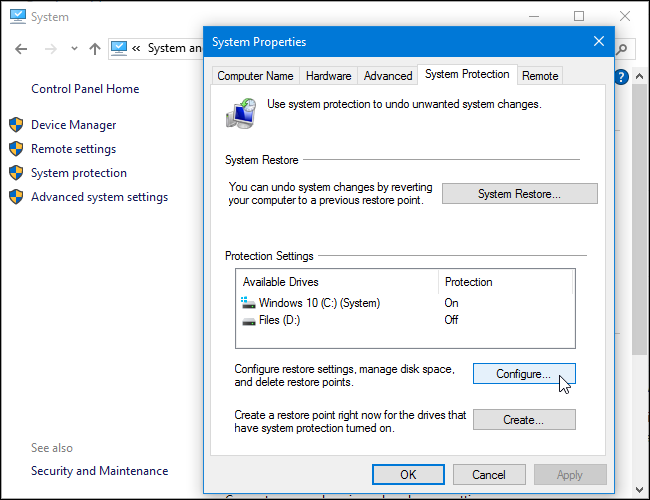 System
System Properties
« System an
Computer Name Hardware Advanced System Protection Remote
Control Panel Home
Device Manager
Remote settings
System protection
Advanced system settings
Use system protection to undo unwanted system changes.
System Restore
You can undo system changes by reverting
your computer to a previous restore point.
System Restore...
Protection Settings
Available Drives Protection
Windows 10 (C:) (System) On
Files (D:) Off
Configure restore settings, manage disk space,
and delete restore points.
Configure...
Create a restore point right now for the drives that
have system protection turned on.
Create...
See also
Security and Maintenance
OK Cancel Apply